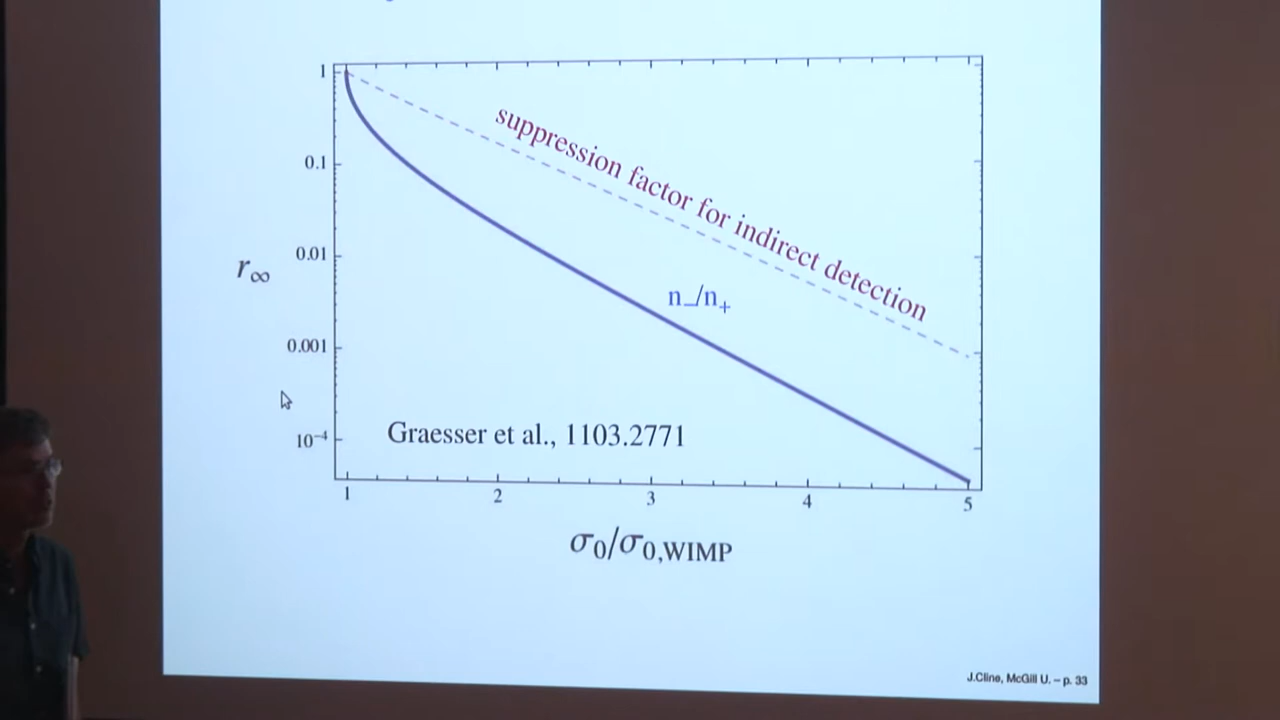 1
0.1
0.01
0.001
10⁻⁴
r∞
suppression factor for indirect detection
n₋/n₊
Graesser et al., 1103.2771
1 2 3 4 5
σ₀/σ₀,WIMP
J.Cline, McGill U. – p. 33